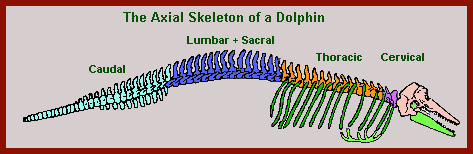 The Axial Skeleton of a Dolphin
Lumbar + Sacral
Thoracic
Cervical
Caudal